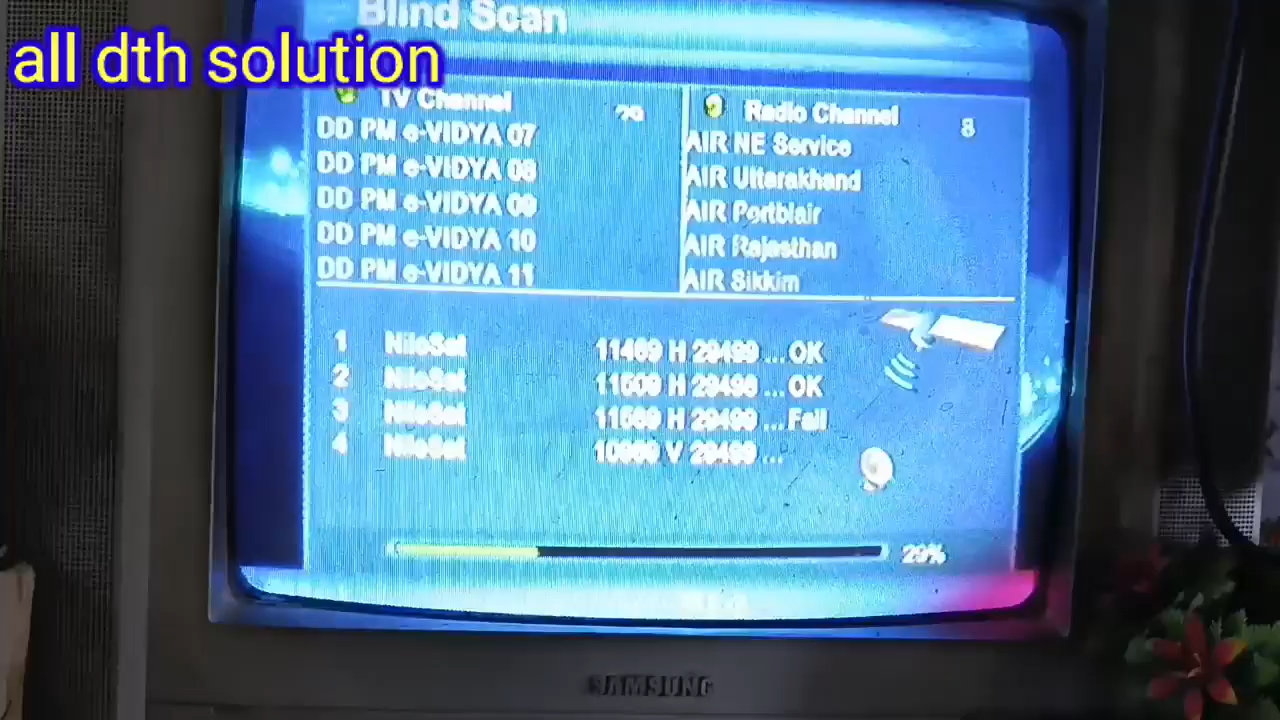 Blind Scan
all dth solution
TV Channel 29
DD PM e-VIDYA 07
DD PM e-VIDYA 08
DD PM e-VIDYA 09
DD PM e-VIDYA 10
DD PM e-VIDYA 11
Radio Channel 8
AIR NE Service
AIR Uttarakhand
AIR Portblair
AIR Rajasthan
AIR Sikkim
1 NileSat 11469 H 29499 ...OK
2 NileSat 11509 H 29498 ...OK
3 NileSat 11569 H 29499 ...Fail
4 NileSat V 29499 ...
29%
SAMSUNG